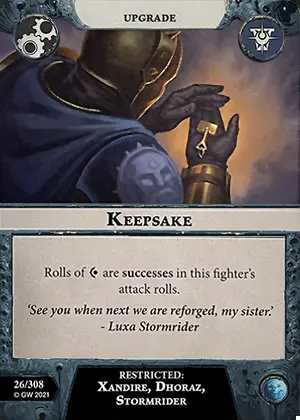 UPGRADE
KEEPSAKE
Rolls of are successes in this fighter's
attack rolls.
'See you when next we are reforged, my sister.'
- Luxa Stormrider
26/308
© GW 2021
RESTRICTED:
XANDIRE, DHORAZ,
STORMRIDER